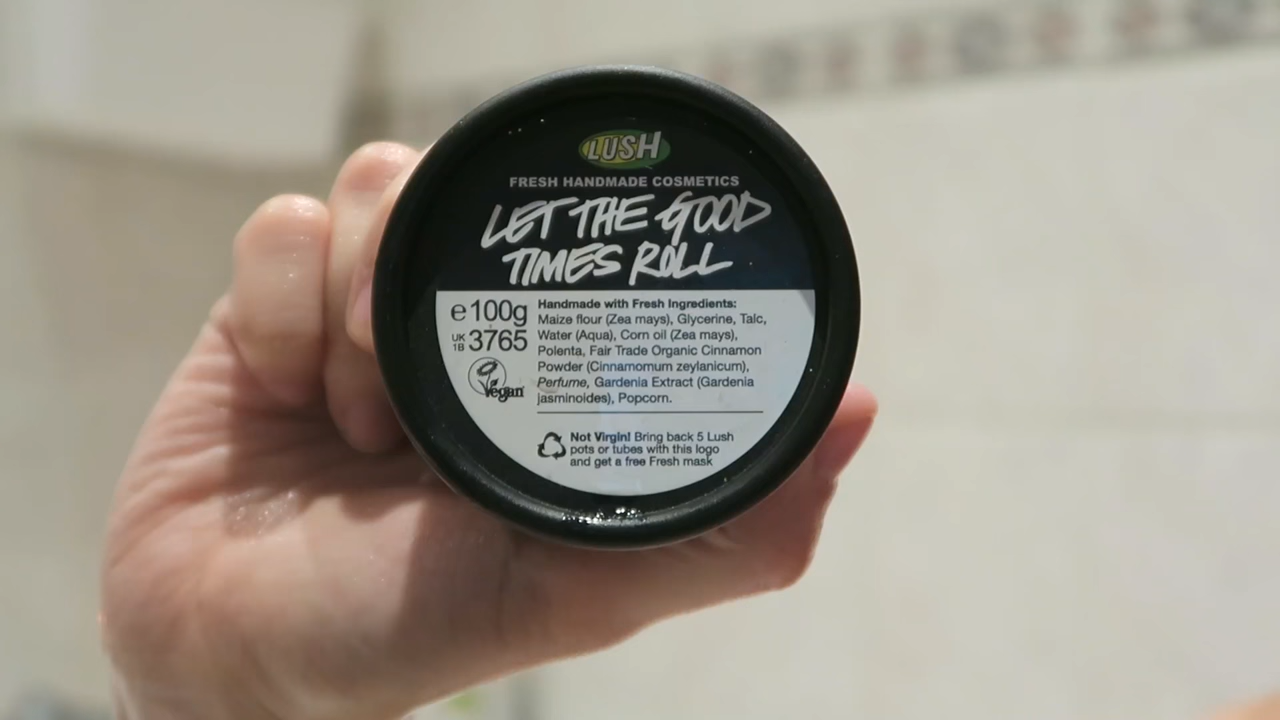 LUSH
FRESH HANDMADE COSMETICS
LET THE GOOD
TIMES ROLL
e 100g
UK
1B 3765
Vegan
Handmade with Fresh Ingredients:
Maize flour (Zea mays), Glycerine, Talc,
Water (Aqua), Corn oil (Zea mays),
Polenta, Fair Trade Organic Cinnamon
Powder (Cinnamomum zeylanicum),
Perfume, Gardenia Extract (Gardenia
jasminoides), Popcorn.
Not Virgin! Bring back 5 Lush
pots or tubes with this logo
and get a free Fresh mask